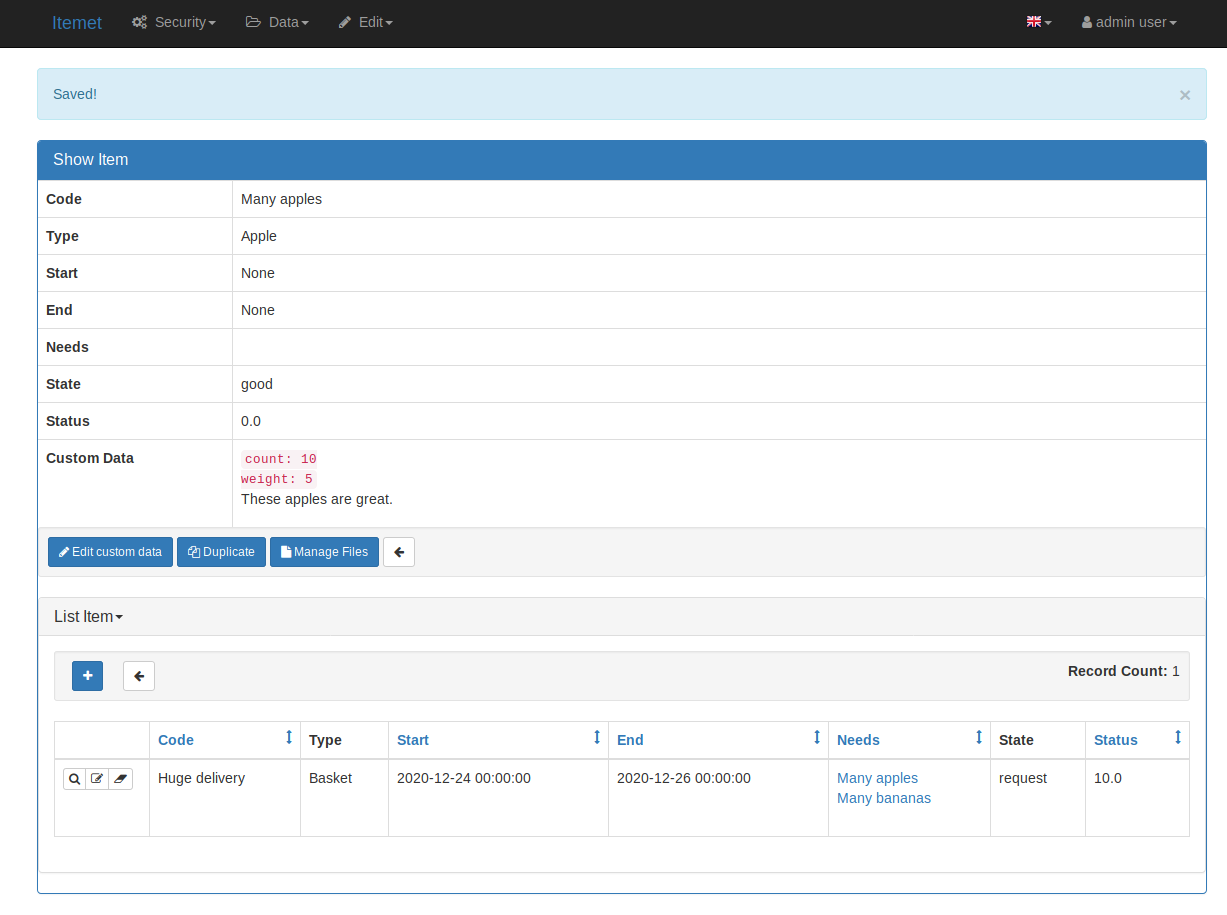 Itemet Security Data Edit admin user
Saved! ×
Show Item
Code Many apples
Type Apple
Start None
End None
Needs
State good
Status 0.0
Custom Data count: 10
weight: 5
These apples are great.
Edit custom data Duplicate Manage Files
List Item
+ Record Count: 1
Code Type Start End Needs State Status
Huge delivery Basket 2020-12-24 00:00:00 2020-12-26 00:00:00 Many apples request 10.0
Many bananas